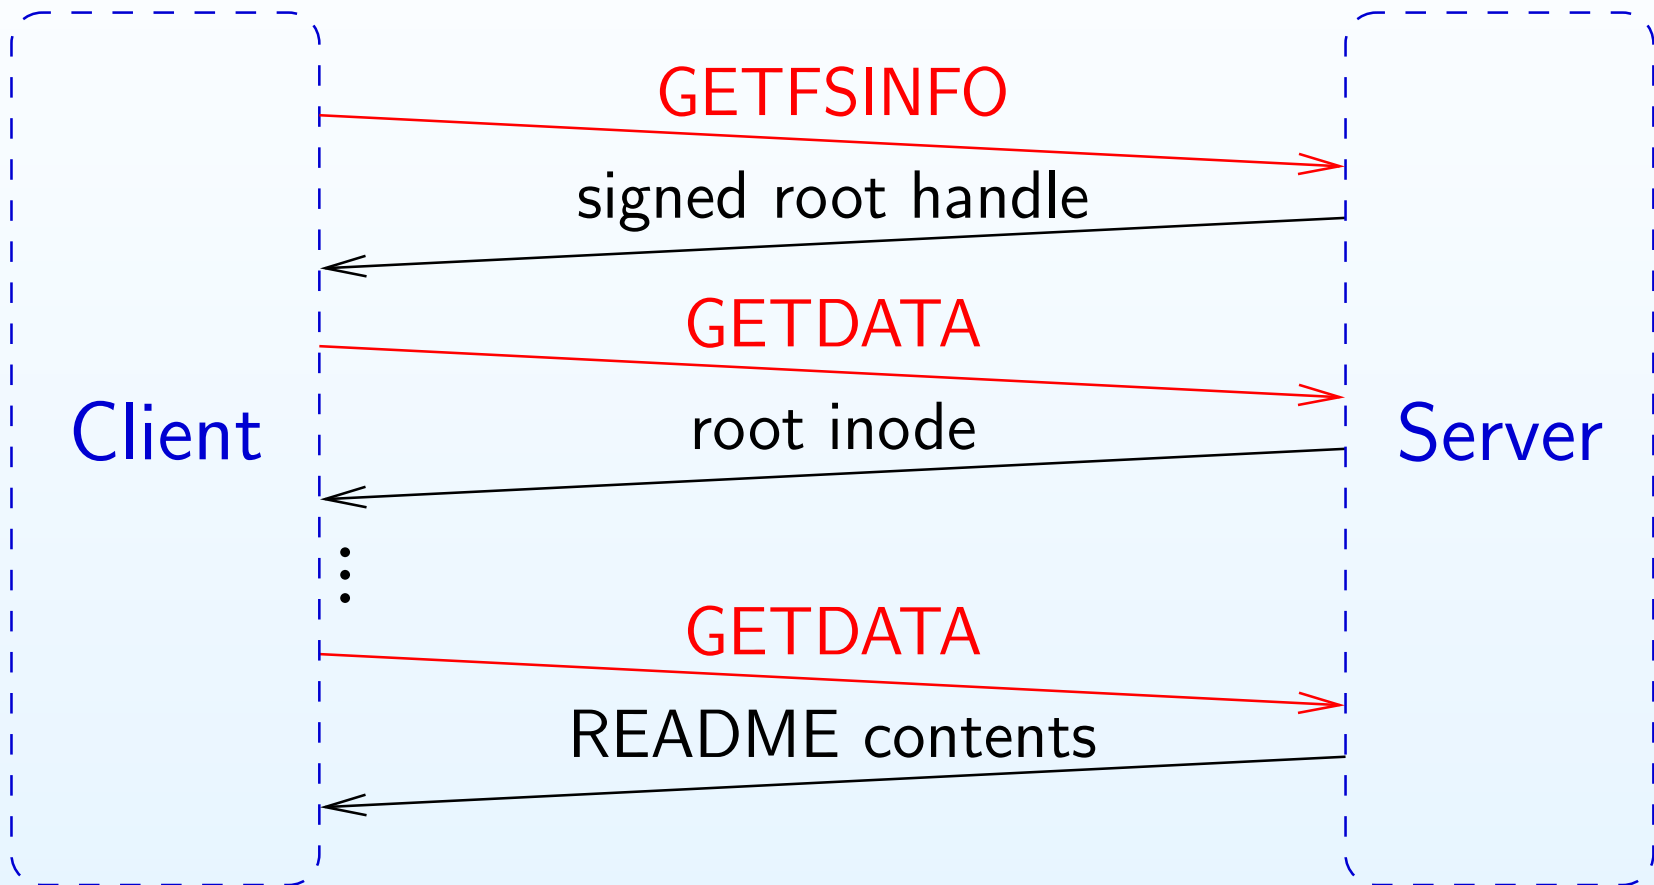 GETFSINFO
signed root handle
GETDATA
Client
root inode
Server
GETDATA
README contents